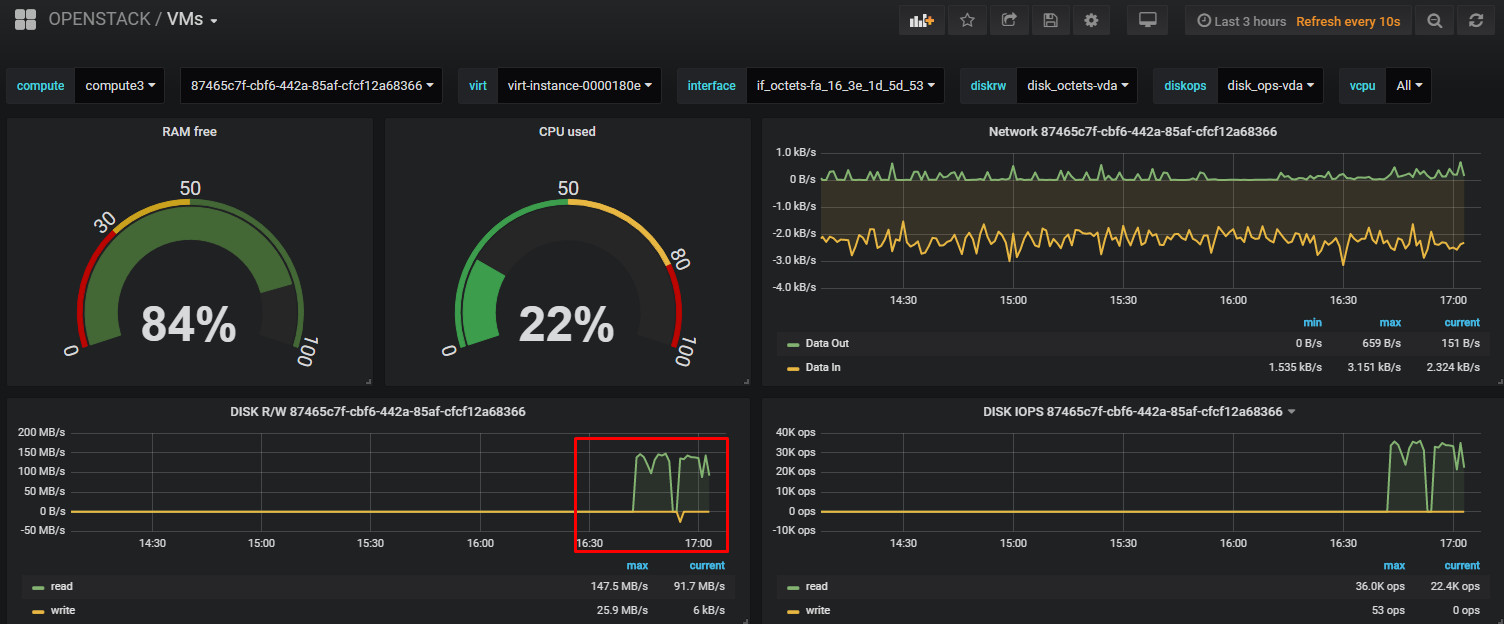 OPENSTACK / VMs
Last 3 hours Refresh every 10s
compute compute3 87465c7f-cbf6-442a-85af-cfcf12a68366 virt virt-instance-0000180e interface if_octets-fa_16_3e_1d_5d_53 diskrw disk_octets-vda diskops disk_ops-vda vcpu All
RAM free
0
30
50
100
84%
CPU used
0
50
80
100
22%
Network 87465c7f-cbf6-442a-85af-cfcf12a68366
1.0 kB/s
0 B/s
-1.0 kB/s
-2.0 kB/s
-3.0 kB/s
-4.0 kB/s
14:30 15:00 15:30 16:00 16:30 17:00
min max current
Data Out 0 B/s 659 B/s 151 B/s
Data In 1.535 kB/s 3.151 kB/s 2.324 kB/s
DISK R/W 87465c7f-cbf6-442a-85af-cfcf12a68366
200 MB/s
150 MB/s
100 MB/s
50 MB/s
0 B/s
-50 MB/s
14:30 15:00 15:30 16:00 16:30 17:00
max current
read 147.5 MB/s 91.7 MB/s
write 25.9 MB/s 6 kB/s
DISK IOPS 87465c7f-cbf6-442a-85af-cfcf12a68366
40K ops
30K ops
20K ops
10K ops
0 ops
-10K ops
14:30 15:00 15:30 16:00 16:30 17:00
max current
read 36.0K ops 22.4K ops
write 53 ops 0 ops